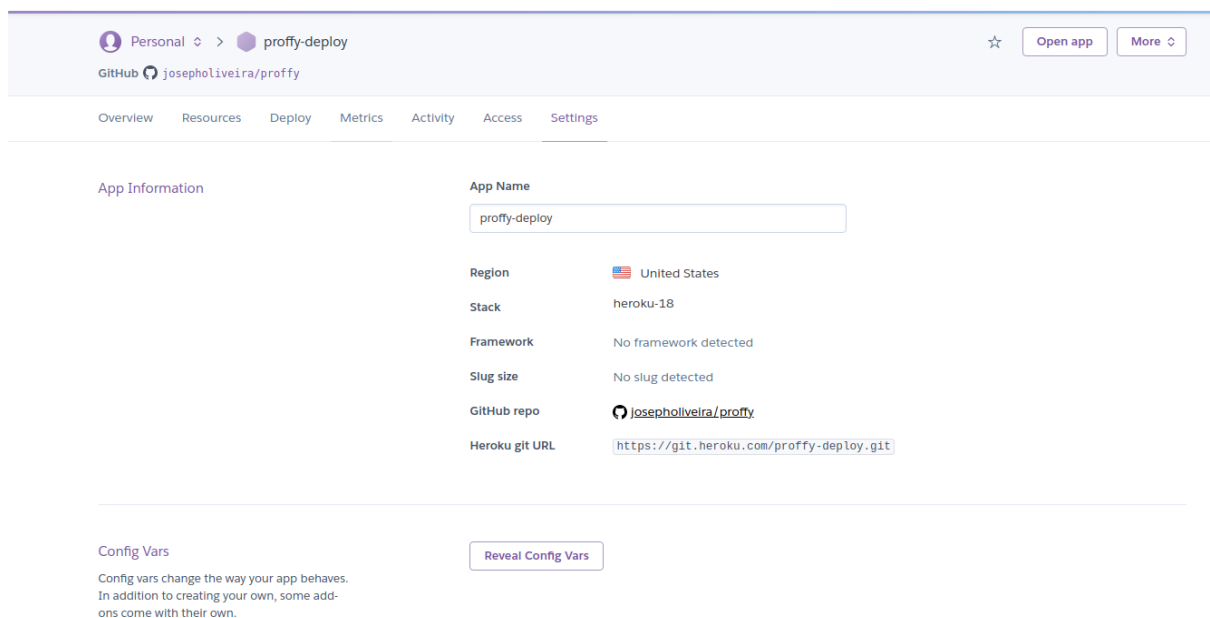 Personal > proffy-deploy
Open app
More
GitHub josepholiveira/proffy
Overview Resources Deploy Metrics Activity Access Settings
App Information
App Name
proffy-deploy
Region United States
Stack heroku-18
Framework No framework detected
Slug size No slug detected
GitHub repo josepholiveira/proffy
Heroku git URL https://git.heroku.com/proffy-deploy.git
Config Vars
Config vars change the way your app behaves.
In addition to creating your own, some add-
ons come with their own.
Reveal Config Vars